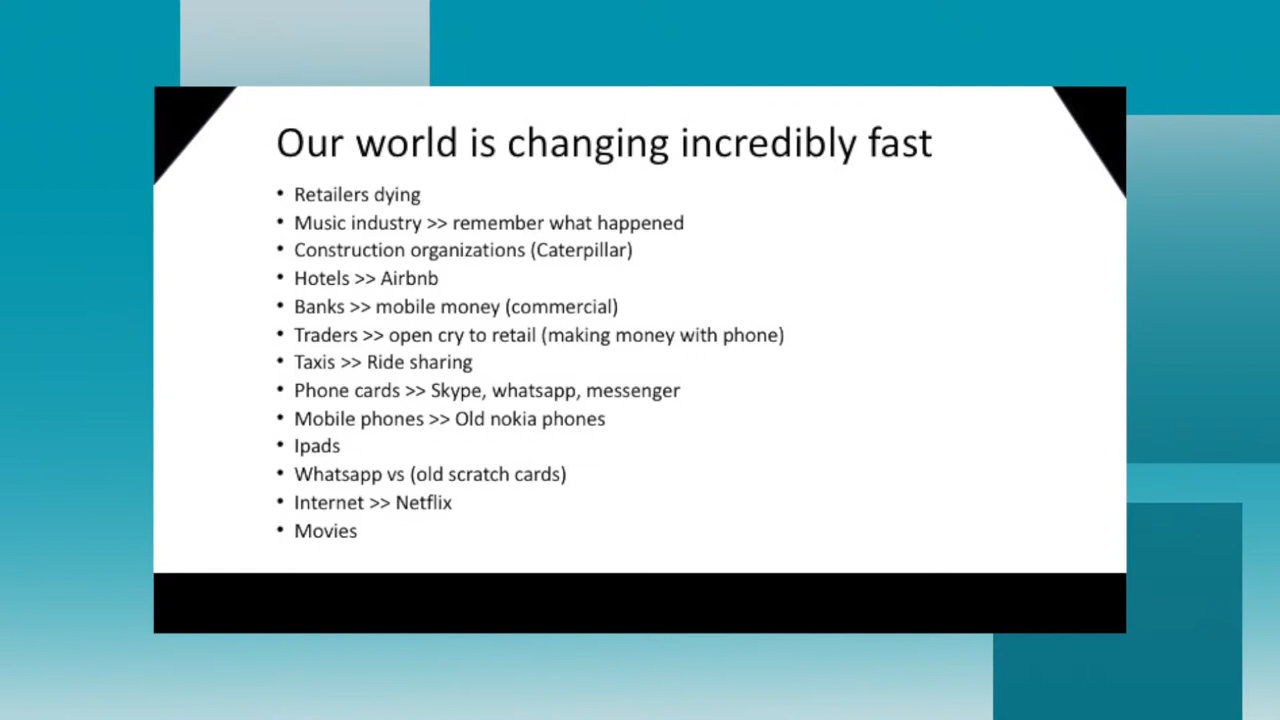 Our world is changing incredibly fast
• Retailers dying
• Music industry >> remember what happened
• Construction organizations (Caterpillar)
• Hotels >> Airbnb
• Banks >> mobile money (commercial)
• Traders >> open cry to retail (making money with phone)
• Taxis >> Ride sharing
• Phone cards >> Skype, whatsapp, messenger
• Mobile phones >> Old nokia phones
• Ipads
• Whatsapp vs (old scratch cards)
• Internet >> Netflix
• Movies